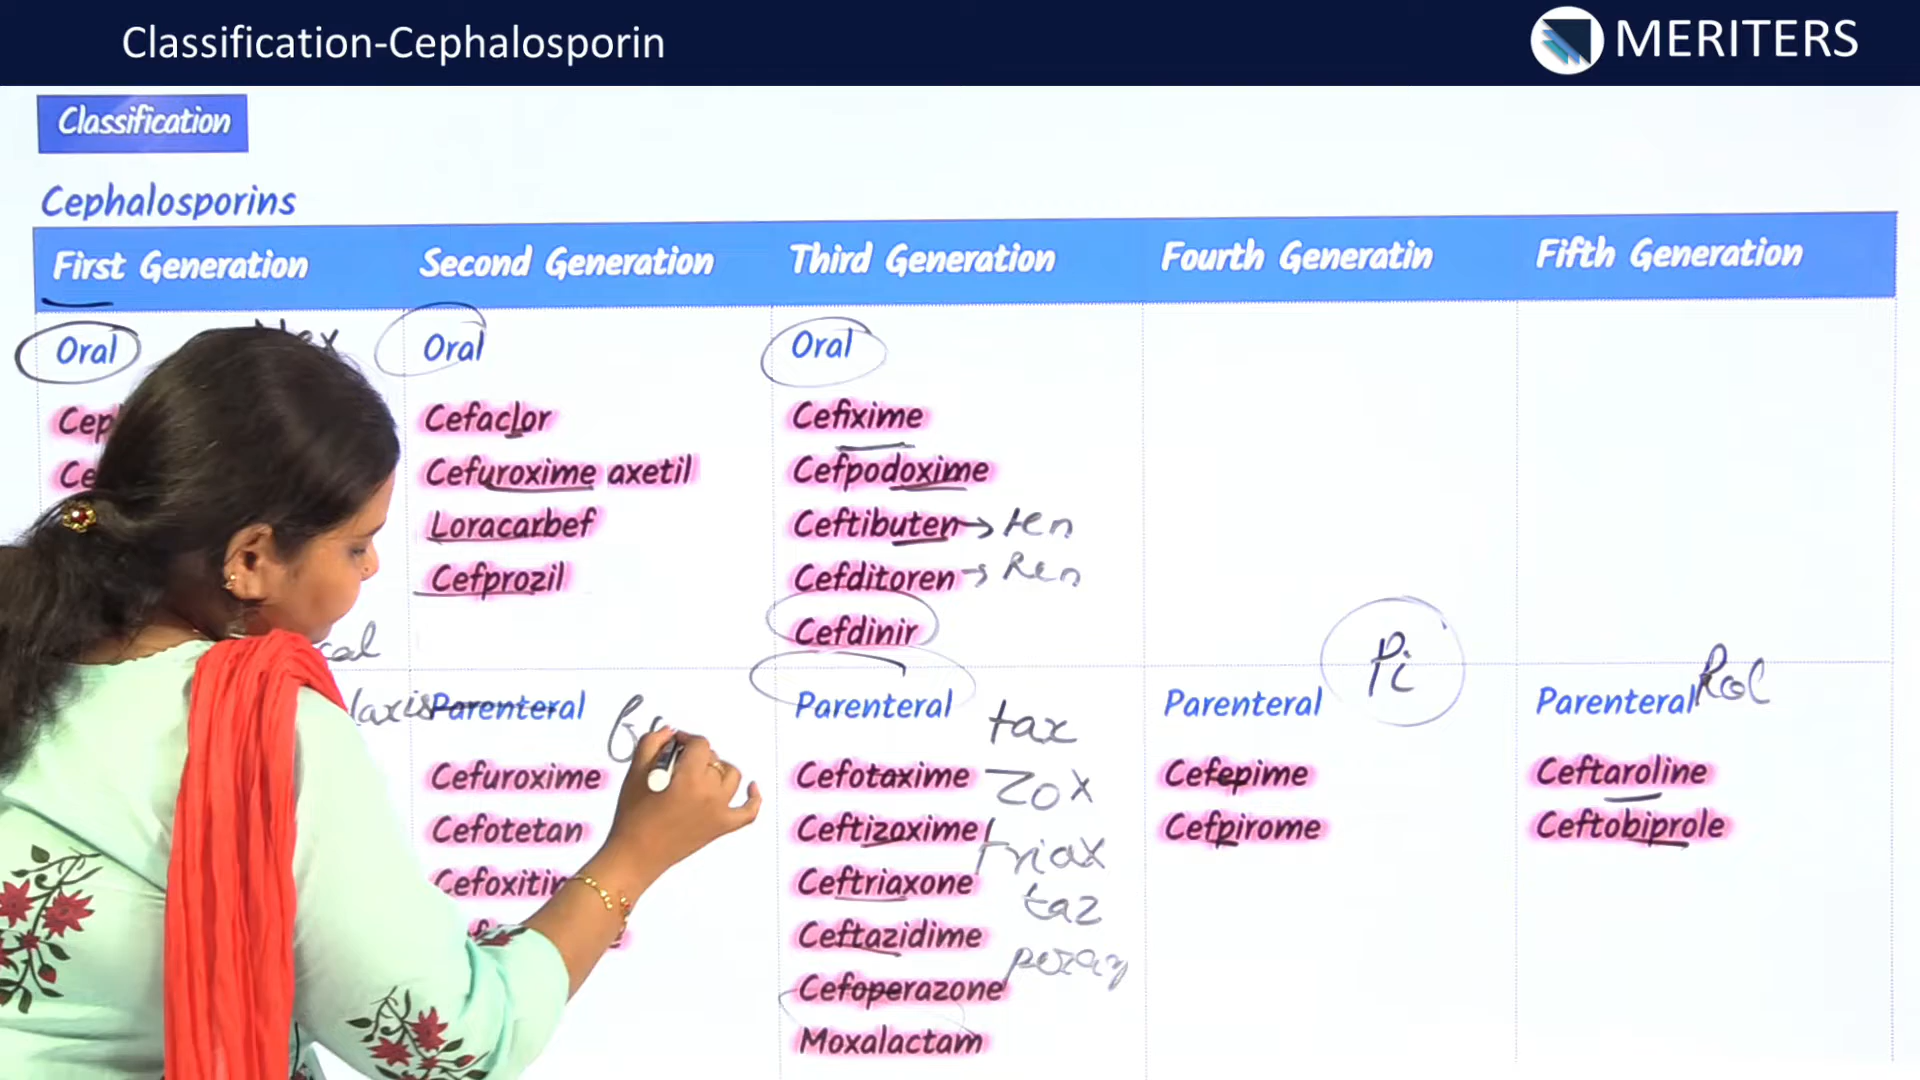 Classification-Cephalosporin
MERITERS
Classification
Cephalosporins
First Generation
Second Generation
Third Generation
Fourth Generatin
Fifth Generation
Oral
Oral
Cefaclor
Cefuroxime axetil
Loracarbef
Cefprozil
Oral
Cefixime
Cefpodoxime
Ceftibuten → ten
Cefditoren → Ren
Cefdinir
Parenteral
Cefuroxime
Cefotetan
Parenteral
tax
Cefotaxime
Zox
Ceftizoxime
triax
Ceftriaxone
taz
Ceftazidime
Cefoperazone
Moxalactam
Pi
Parenteral
Cefepime
Cefpirome
Rol
Parenteral
Ceftaroline
Ceftobiprole